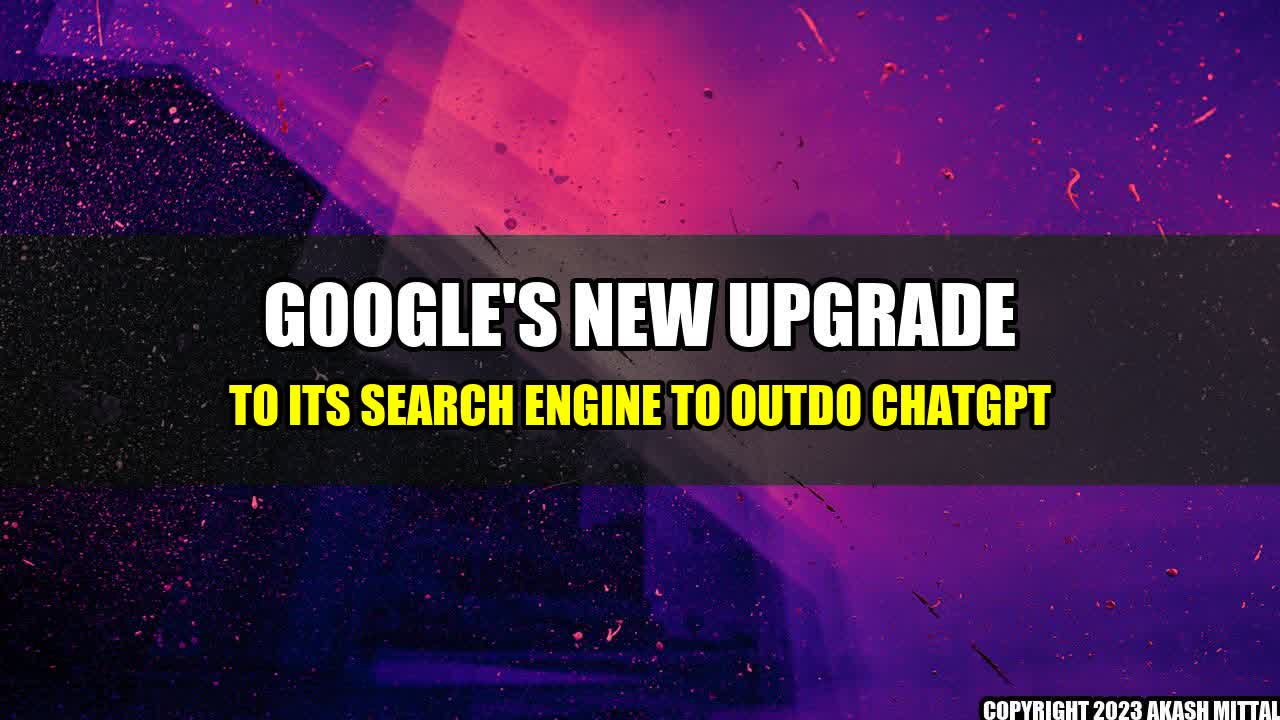 GOOGLE'S NEW UPGRADE
TO ITS SEARCH ENGINE TO OUTDO CHATGPT
COPYRIGHT 2023 AKASH MITTAL